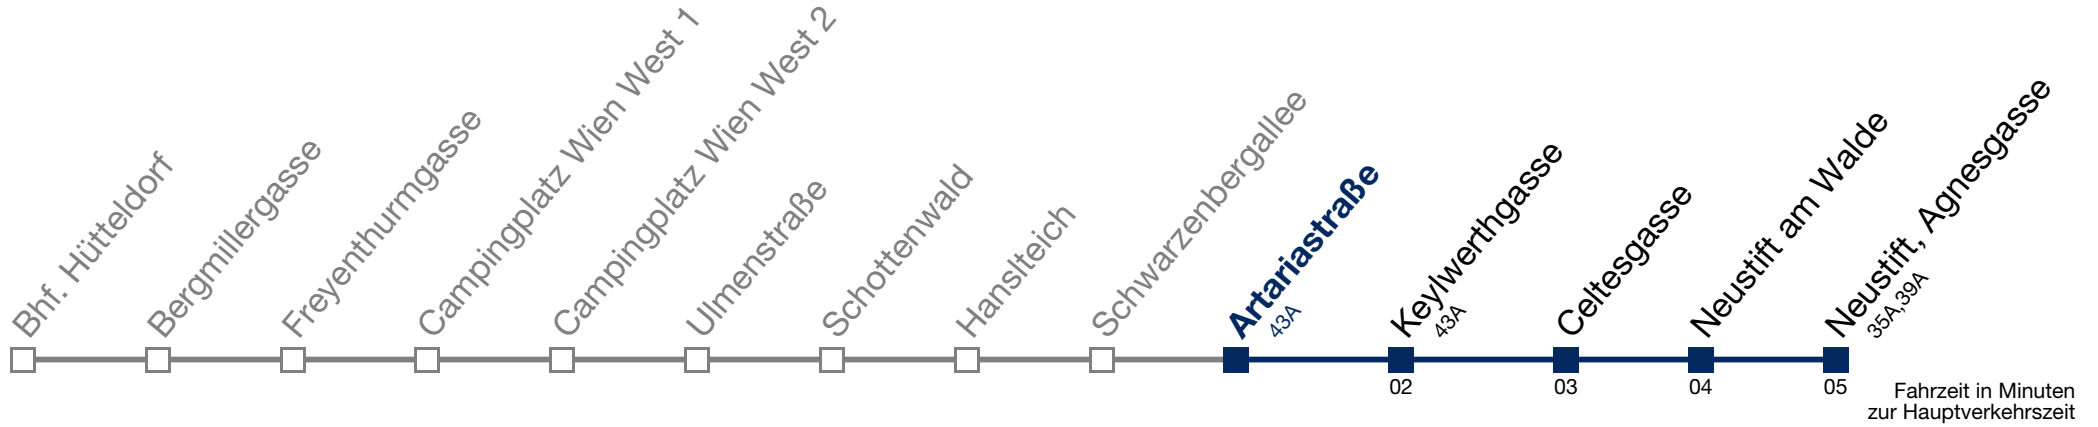 Bhf. Hütteldorf
Bergmillergasse
Freyenthurmgasse
Campingplatz Wien West 1
Campingplatz Wien West 2
Ulmenstraße
Schottenwald
Hanslteich
Schwarzenbergallee
Artariastraße
43A
Keylwerthgasse
43A
Celtesgasse
Neustift am Walde
Neustift, Agnesgasse
35A,39A
02
03
04
05
Fahrzeit in Minuten
zur Hauptverkehrszeit